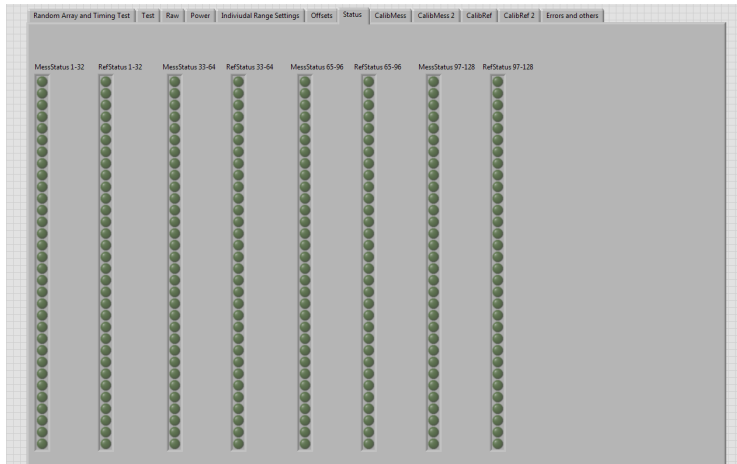 Random Array and Timing Test Test Raw Power Indiviudal Range Settings Offsets Status CalibMess CalibMess 2 CalibRef CalibRef 2 Errors and others
MessStatus 1-32 RefStatus 1-32 MessStatus 33-64 RefStatus 33-64 MessStatus 65-96 RefStatus 65-96 MessStatus 97-128 RefStatus 97-128